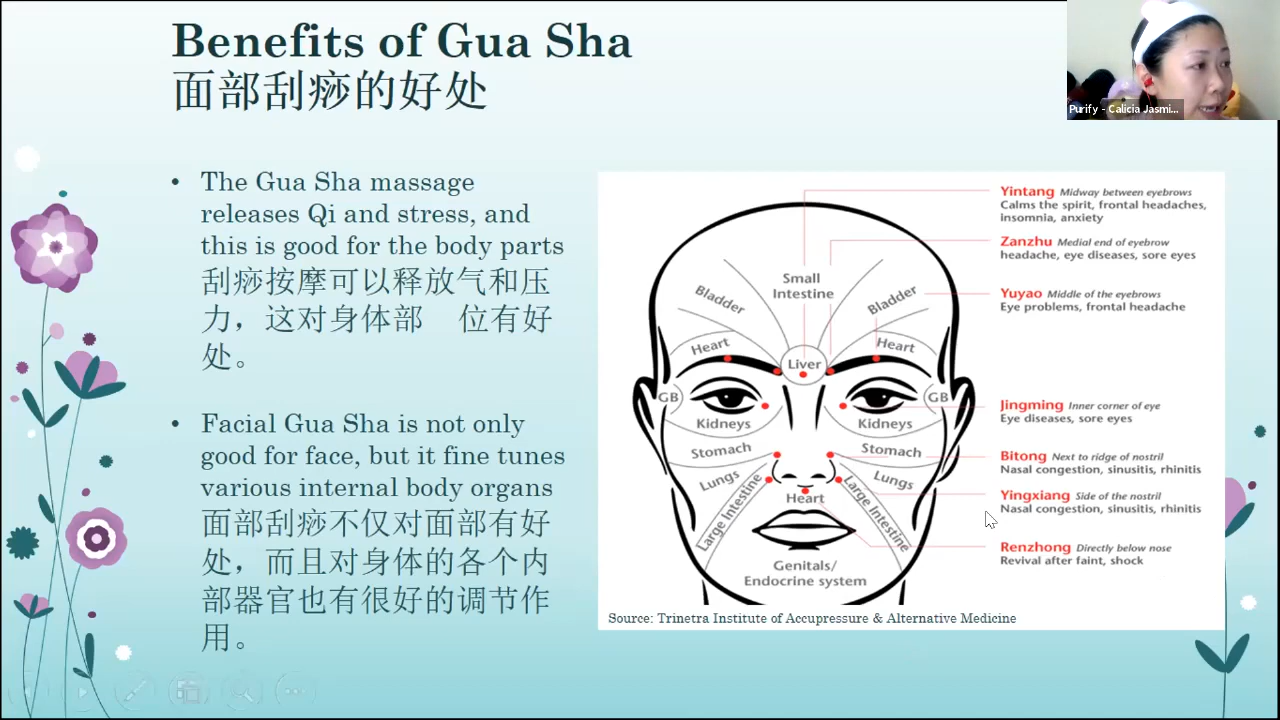 Benefits of Gua Sha
面部刮痧的好处
Purify - Calicia Jasmi...
• The Gua Sha massage
releases Qi and stress, and
this is good for the body parts
刮痧按摩可以释放气和压
力，这对身体部 位有好
处。
• Facial Gua Sha is not only
good for face, but it fine tunes
various internal body organs
面部刮痧不仅对面部有好
处，而且对身体的各个内
部器官也有很好的调节作
用。
Yintang Midway between eyebrows
Calms the spirit, frontal headaches,
insomnia, anxiety
Zanzhu Medial end of eyebrow
headache, eye diseases, sore eyes
Yuyao Middle of the eyebrows
Eye problems, frontal headache
Jingming Inner corner of eye
Eye diseases, sore eyes
Bitong Next to ridge of nostril
Nasal congestion, sinusitis, rhinitis
Yingxiang Side of the nostril
Nasal congestion, sinusitis, rhinitis
Renzhong Directly below nose
Revival after faint, shock
Small
Intestine
Bladder
Bladder
Heart
Heart
Liver
GB
GB
Kidneys
Kidneys
Stomach
Stomach
Lungs
Lungs
Large Intestine
Large Intestine
Heart
Genitals/
Endocrine system
Source: Trinetra Institute of Accupressure & Alternative Medicine